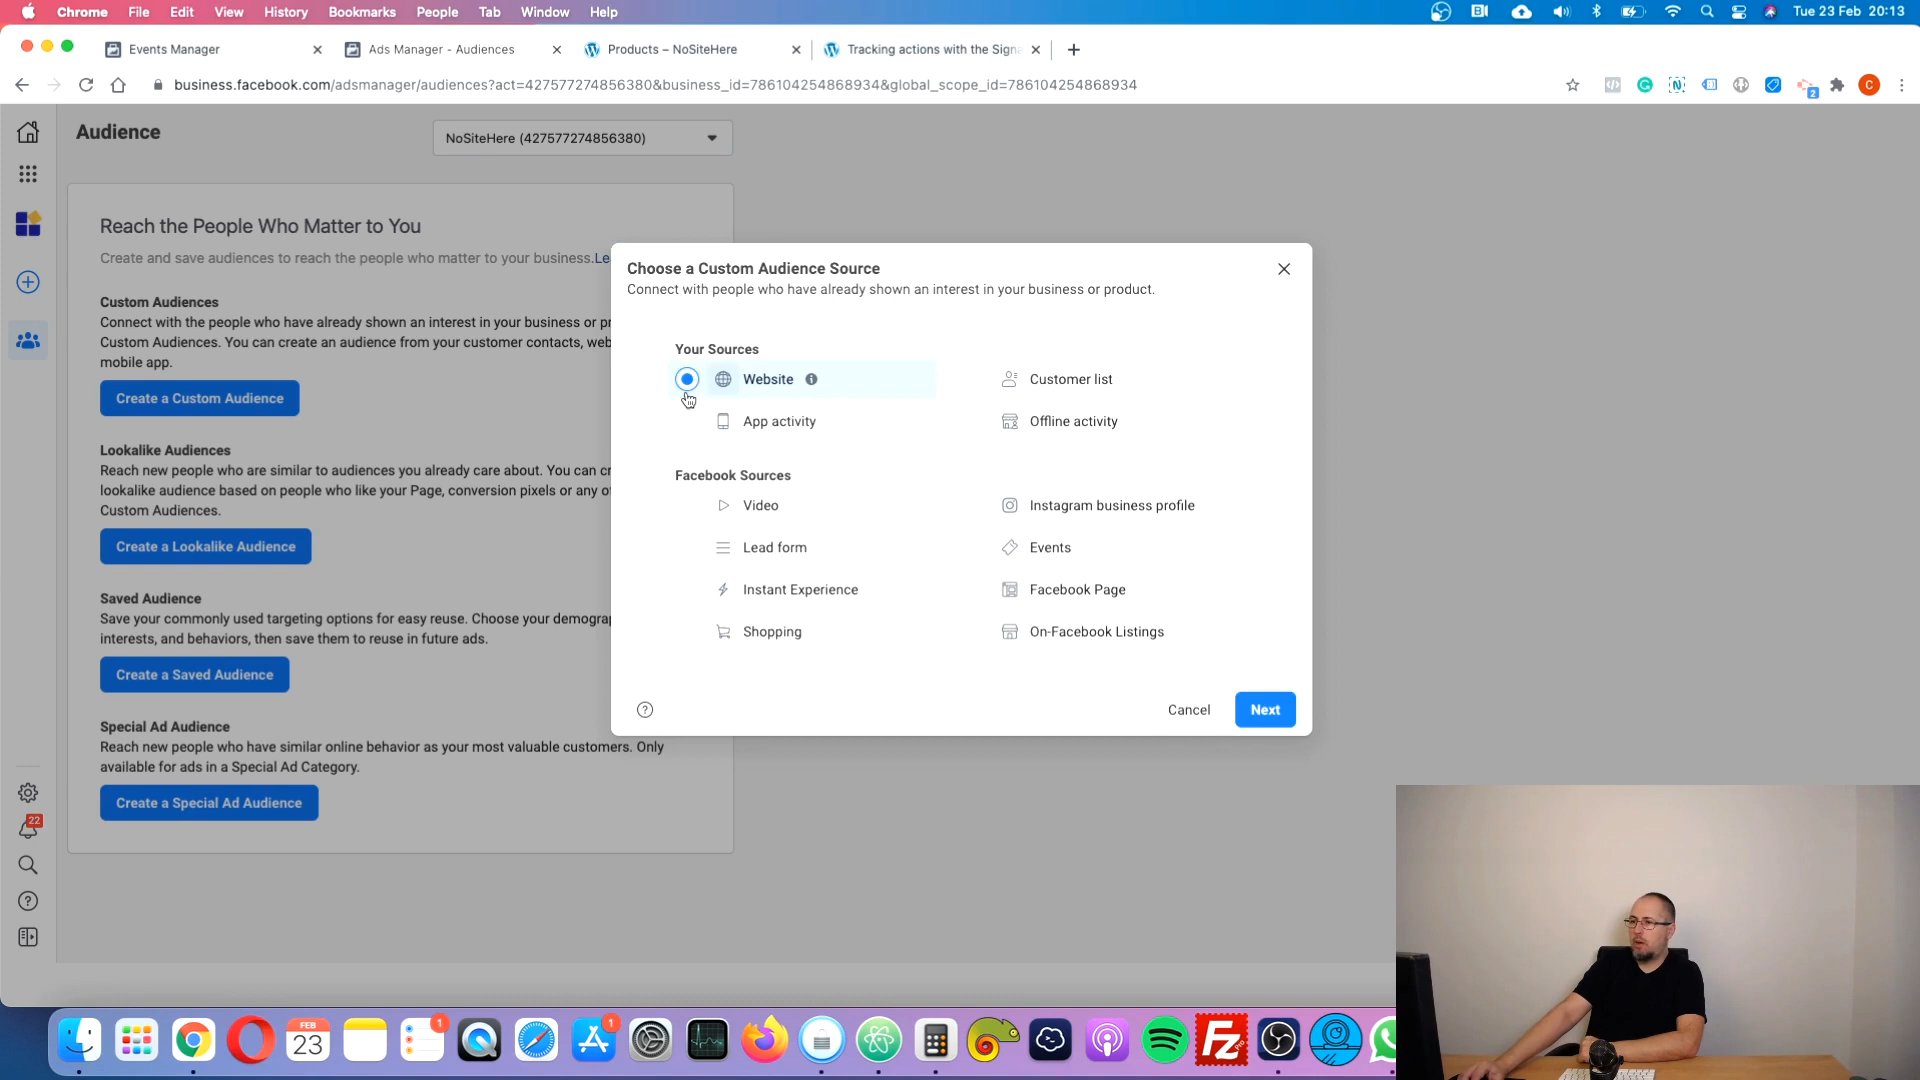 Chrome File Edit View History Bookmarks People Tab Window Help
Tue 23 Feb 20:13
Events Manager
Ads Manager - Audiences
Products – NoSiteHere
Tracking actions with the Sign
business.facebook.com/adsmanager/audiences?act=427577274856380&business_id=786104254868934&global_scope_id=786104254868934
2
C
Audience
NoSiteHere (427577274856380)
Reach the People Who Matter to You
Create and save audiences to reach the people who matter to your business. Le
Custom Audiences
Connect with the people who have already shown an interest in your business or pr
Custom Audiences. You can create an audience from your customer contacts, web
mobile app.
Create a Custom Audience
Lookalike Audiences
Reach new people who are similar to audiences you already care about. You can cr
lookalike audience based on people who like your Page, conversion pixels or any o
Custom Audiences.
Create a Lookalike Audience
Saved Audience
Save your commonly used targeting options for easy reuse. Choose your demograp
interests, and behaviors, then save them to reuse in future ads.
Create a Saved Audience
Special Ad Audience
Reach new people who have similar online behavior as your most valuable customers. Only
available for ads in a Special Ad Category.
Create a Special Ad Audience
22
Choose a Custom Audience Source
Connect with people who have already shown an interest in your business or product.
Your Sources
Website
Customer list
App activity
Offline activity
Facebook Sources
Video
Instagram business profile
Lead form
Events
Instant Experience
Facebook Page
Shopping
On-Facebook Listings
Cancel
Next
FEB
23
1
1
Fz
Pro